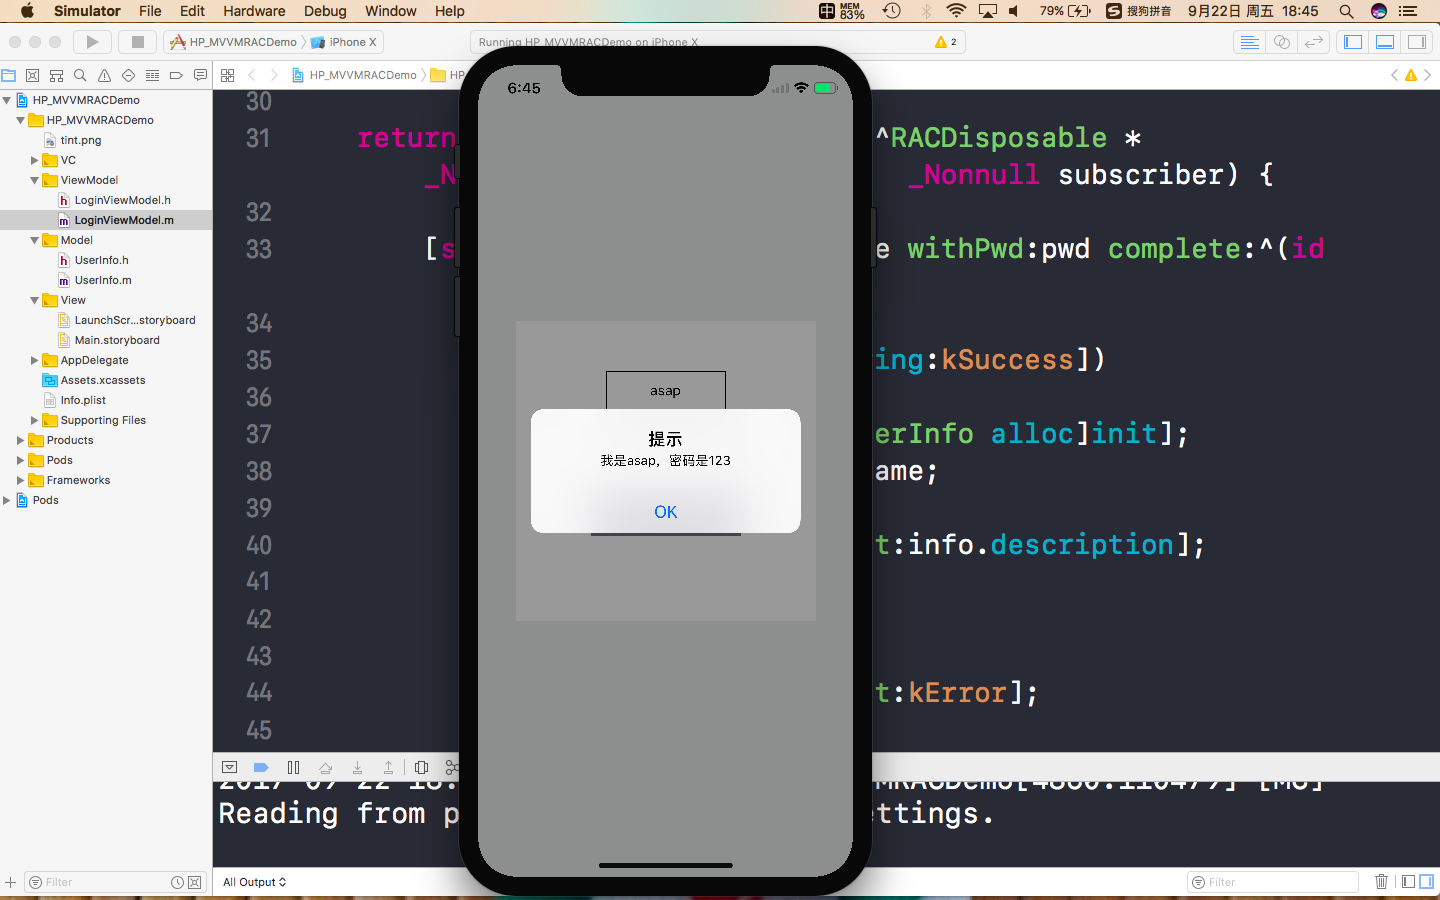 Simulator File Edit Hardware Debug Window Help 中 MEM 83% 79% S 搜狗拼音 9月22日 周五 18:45
HP_MVVMRACDemo iPhone X Running HP_MVVMRACDemo on iPhone X 2
HP_MVVMRACDemo HP
HP_MVVMRACDemo
HP_MVVMRACDemo
tint.png
VC
ViewModel
h LoginViewModel.h
m LoginViewModel.m
Model
h UserInfo.h
m UserInfo.m
View
LaunchScr...storyboard
Main.storyboard
AppDelegate
Assets.xcassets
Info.plist
Supporting Files
Products
Pods
Frameworks
Pods
Filter
30
31 return ^RACDisposable *
_N _Nonnull subscriber) {
32
33 [s e withPwd:pwd complete:^(id
34
35 ing:kSuccess])
36
37 erInfo alloc]init];
38 ame;
39
40 t:info.description];
41
42
43
44 t:kError];
45
6:45
asap
提示
我是asap，密码是123
OK
2017-09-22 18: MRACDemo[4860:110479] [MC]
Reading from p ettings.
All Output
Filter